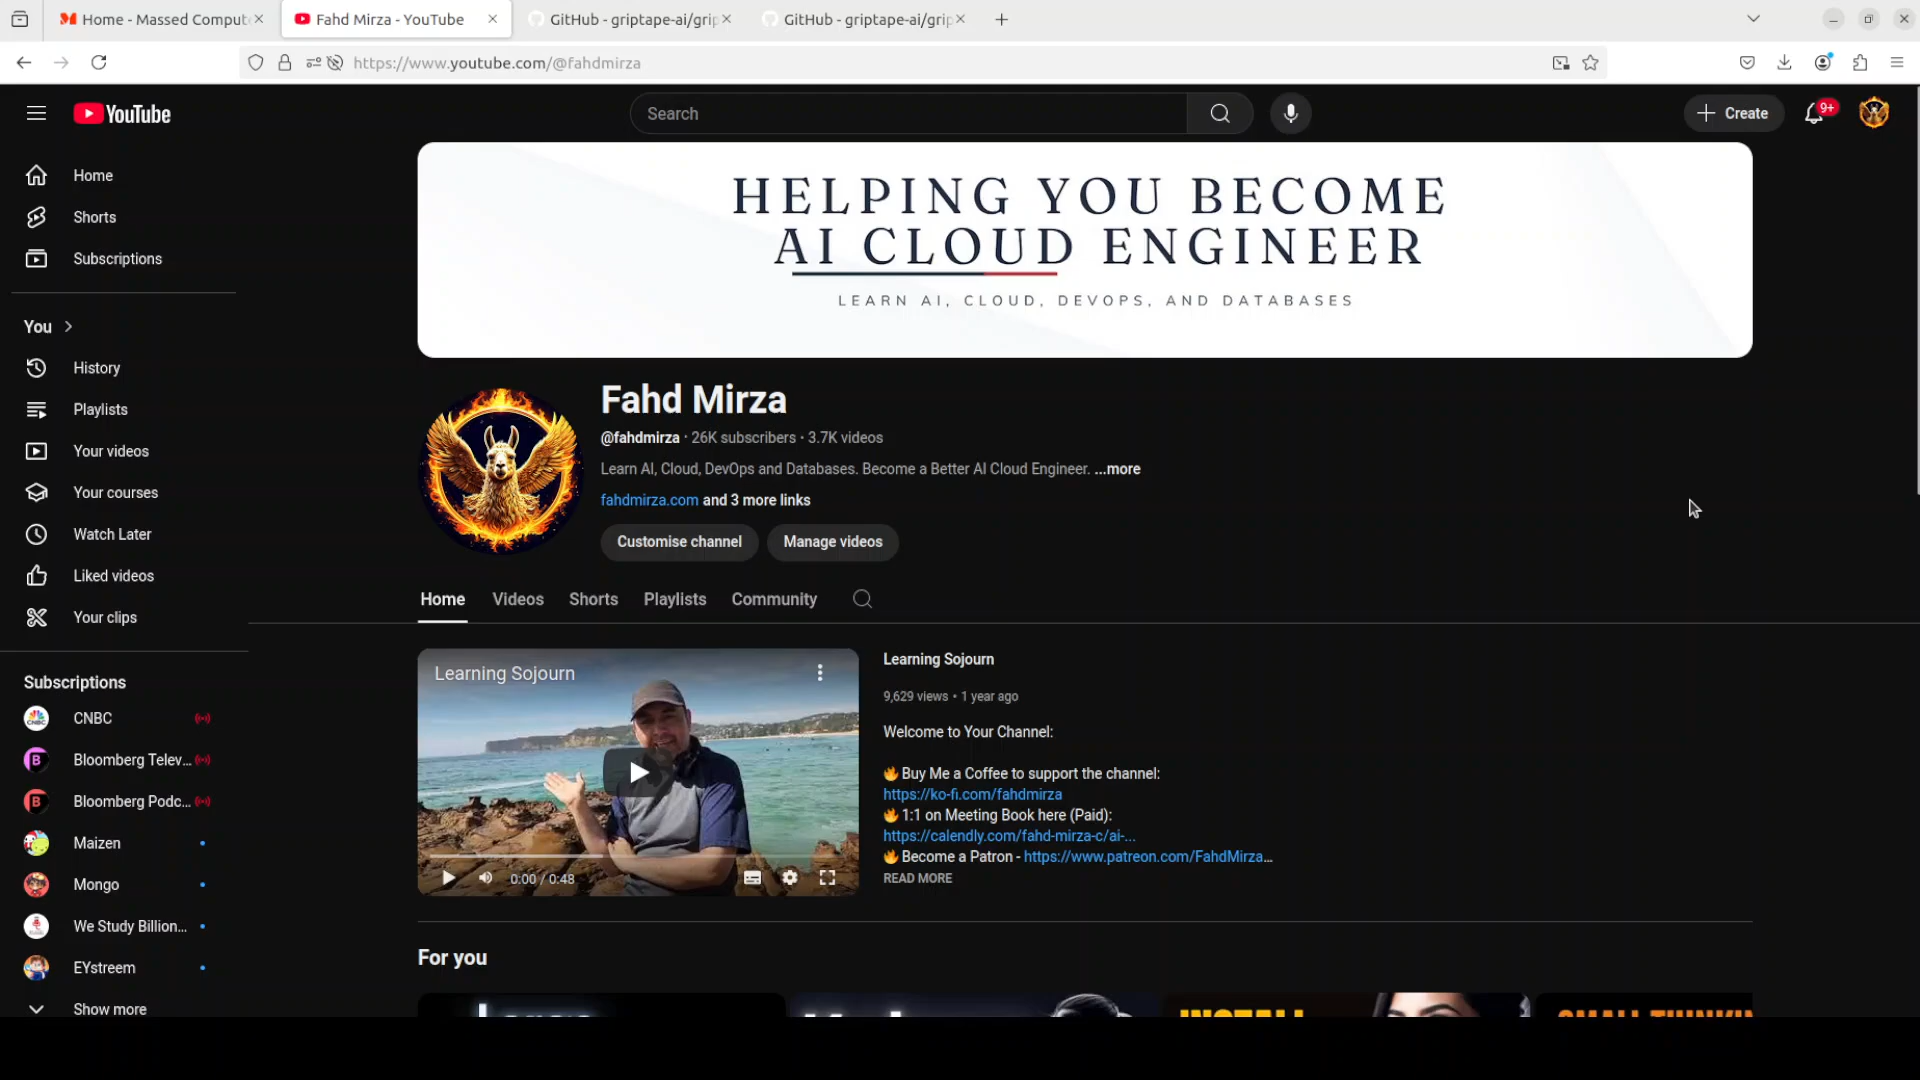 Home - Massed Comput
Fahd Mirza - YouTube
GitHub - griptape-ai/grip
GitHub - griptape-ai/grip
https://www.youtube.com/@fahdmirza
YouTube
Search
Create
9+
Home
Shorts
Subscriptions
You
History
Playlists
Your videos
Your courses
Watch Later
Liked videos
Your clips
Subscriptions
CNBC
Bloomberg Telev...
Bloomberg Podc...
Maizen
Mongo
We Study Billion...
EYstreem
Show more
HELPING YOU BECOME
AI CLOUD ENGINEER
LEARN AI, CLOUD, DEVOPS, AND DATABASES
Fahd Mirza
@fahdmirza · 26K subscribers · 3.7K videos
Learn AI, Cloud, DevOps and Databases. Become a Better AI Cloud Engineer. ...more
fahdmirza.com and 3 more links
Customise channel
Manage videos
Home
Videos
Shorts
Playlists
Community
Learning Sojourn
0:00 / 0:48
Learning Sojourn
9,629 views • 1 year ago
Welcome to Your Channel:
🔥Buy Me a Coffee to support the channel:
https://ko-fi.com/fahdmirza
🔥1:1 on Meeting Book here (Paid):
https://calendly.com/fahd-mirza-c/ai-...
🔥Become a Patron - https://www.patreon.com/FahdMirza...
READ MORE
For you
INSTALL